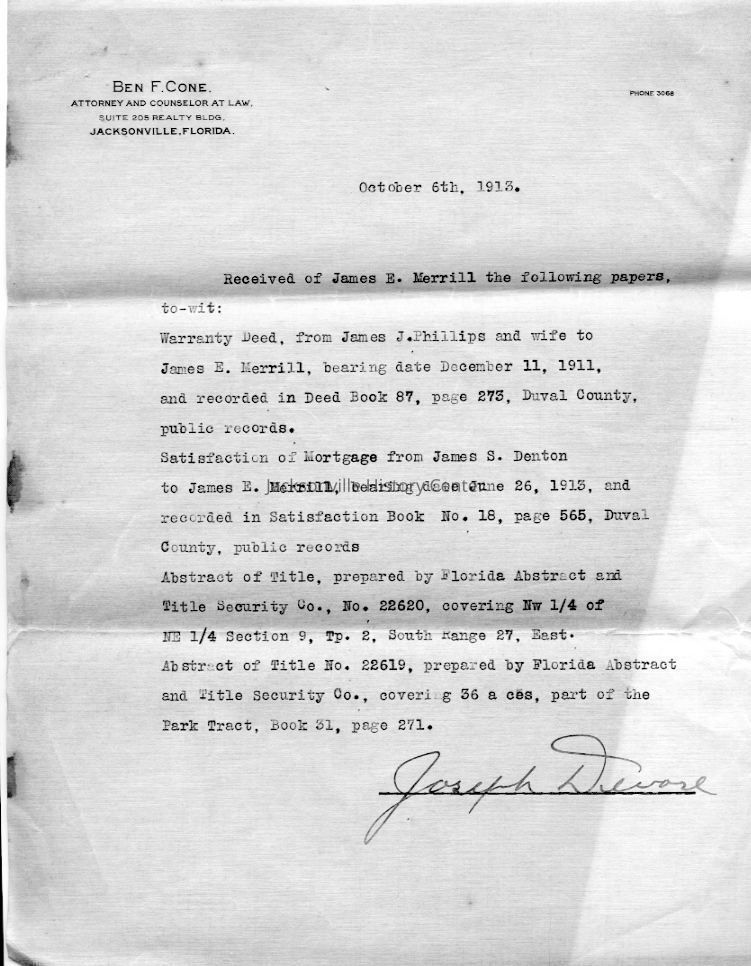 BEN F. CONE.
ATTORNEY AND COUNSELOR AT LAW,
SUITE 205 REALTY BLDG,
JACKSONVILLE, FLORIDA.
PHONE 3068
October 6th, 1913.
Received of James E. Merrill the following papers,
to-wit:
Warranty Deed, from James J.Phillips and wife to
James E. Merrill, bearing date December 11, 1911,
and recorded in Deed Book 87, page 273, Duval County,
public records.
Satisfaction of Mortgage from James S. Denton
to James E. Merrill, bearing date June 26, 1913, and
Jacksonville History Center
recorded in Satisfaction Book No. 18, page 565, Duval
County, public records
Abstract of Title, prepared by Florida Abstract and
Title Security Co., No. 22620, covering Nw 1/4 of
NE 1/4 Section 9, Tp. 2, South Range 27, East.
Abstract of Title No. 22619, prepared by Florida Abstract
and Title Security Co., covering 36 a ces, part of the
Park Tract, Book 31, page 271.
Joseph Dewore